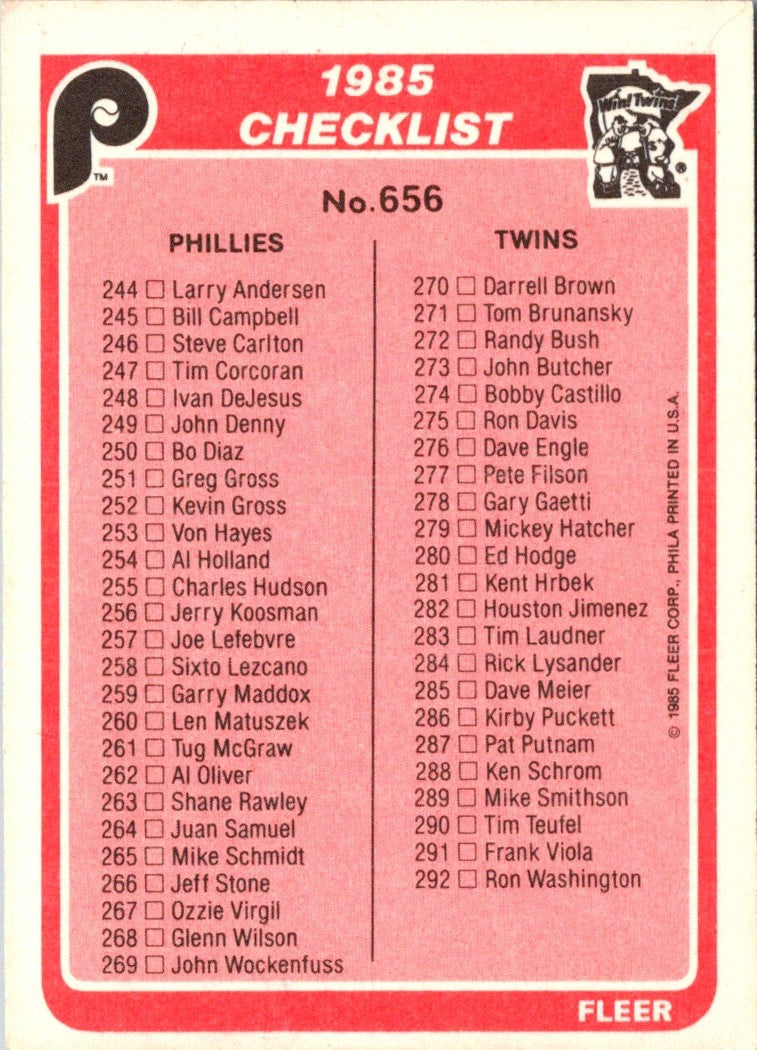 1985
CHECKLIST
TM
Win! Twins!
®
No.656
PHILLIES
244 Larry Andersen
245 Bill Campbell
246 Steve Carlton
247 Tim Corcoran
248 Ivan DeJesus
249 John Denny
250 Bo Diaz
251 Greg Gross
252 Kevin Gross
253 Von Hayes
254 Al Holland
255 Charles Hudson
256 Jerry Koosman
257 Joe Lefebvre
258 Sixto Lezcano
259 Garry Maddox
260 Len Matuszek
261 Tug McGraw
262 Al Oliver
263 Shane Rawley
264 Juan Samuel
265 Mike Schmidt
266 Jeff Stone
267 Ozzie Virgil
268 Glenn Wilson
269 John Wockenfuss
TWINS
270 Darrell Brown
271 Tom Brunansky
272 Randy Bush
273 John Butcher
274 Bobby Castillo
275 Ron Davis
276 Dave Engle
277 Pete Filson
278 Gary Gaetti
279 Mickey Hatcher
280 Ed Hodge
281 Kent Hrbek
282 Houston Jimenez
283 Tim Laudner
284 Rick Lysander
285 Dave Meier
286 Kirby Puckett
287 Pat Putnam
288 Ken Schrom
289 Mike Smithson
290 Tim Teufel
291 Frank Viola
292 Ron Washington
© 1985 FLEER CORP., PHILA PRINTED IN U.S.A.
FLEER